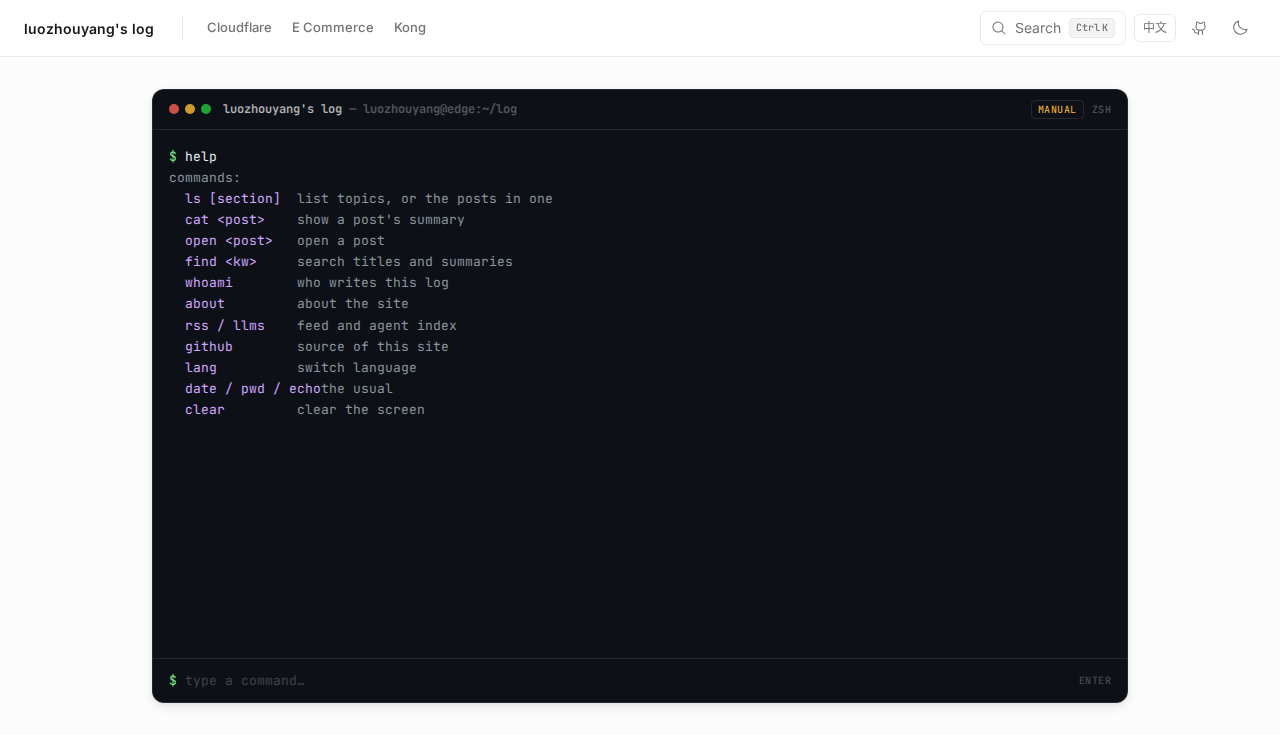 luozhouyang's log Cloudflare E Commerce Kong Search Ctrl K 中文
luozhouyang's log — luozhouyang@edge:~/log MANUAL ZSH
$ help
commands:
ls [section] list topics, or the posts in one
cat <post> show a post's summary
open <post> open a post
find <kw> search titles and summaries
whoami who writes this log
about about the site
rss / llms feed and agent index
github source of this site
lang switch language
date / pwd / echothe usual
clear clear the screen
$ type a command… ENTER